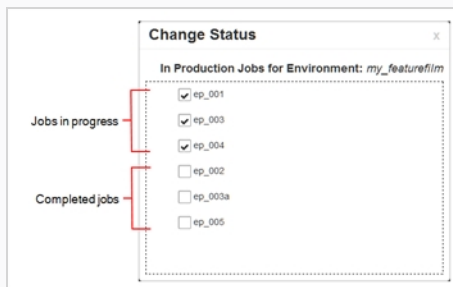 Change Status x
In Production Jobs for Environment: my_featurefilm
ep_001
Jobs in progress
ep_003
ep_004
ep_002
Completed jobs
ep_003a
ep_005